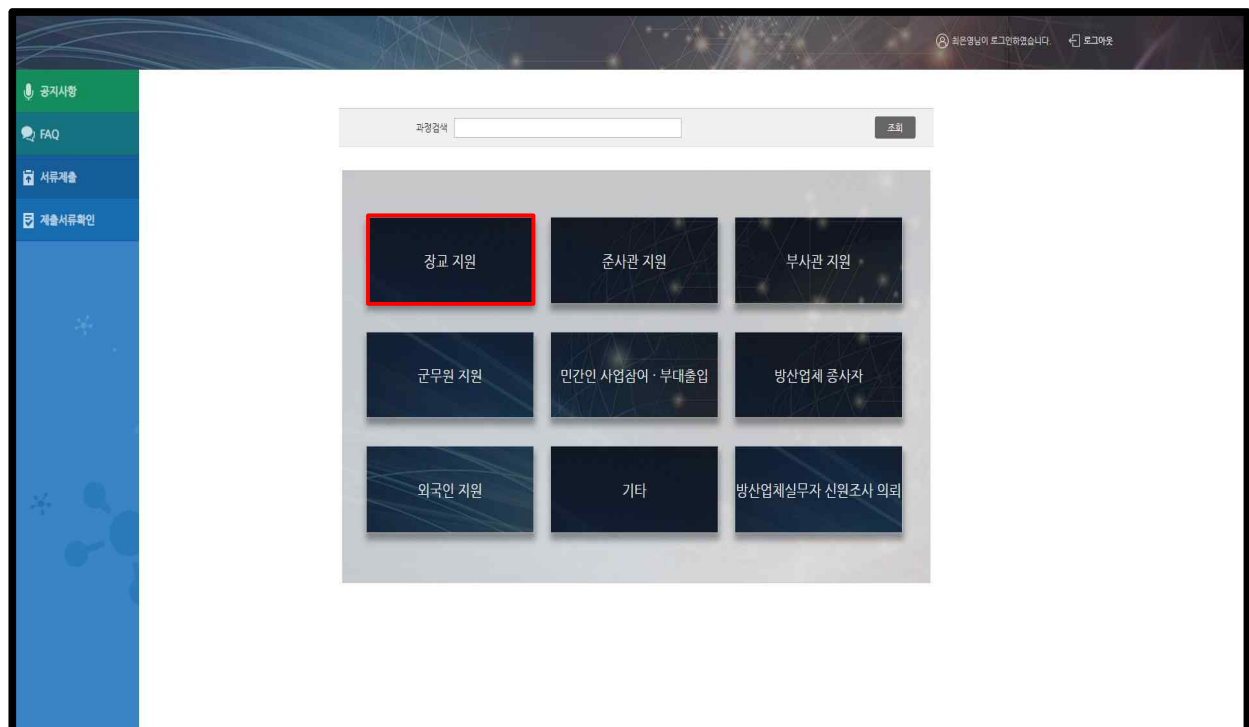 최은영님이 로그인하였습니다. 로그아웃
공지사항
FAQ
서류제출
제출서류확인
과정검색 조회
장교 지원 준사관 지원 부사관 지원
군무원 지원 민간인 사업참여 · 부대출입 방산업체 종사자
외국인 지원 기타 방산업체실무자 신원조사 의뢰